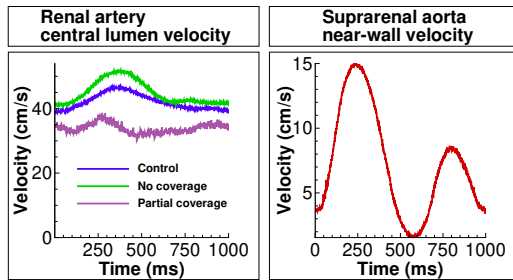 Renal artery
central lumen velocity
Suprarenal aorta
near-wall velocity
Velocity (cm/s)
40
20
0
Control
No coverage
Partial coverage
250 500 750 1000
Time (ms)
Velocity (cm/s)
15
10
5
0 250 500 750 1000
Time (ms)